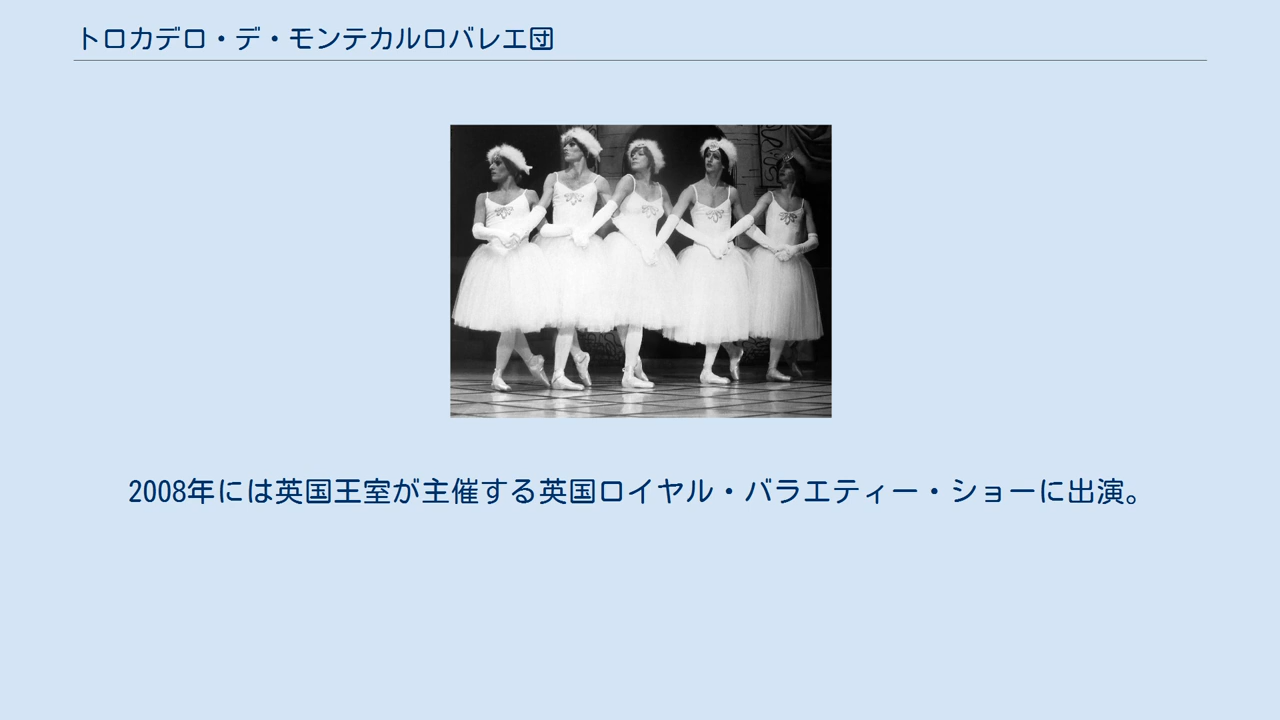 トロカデロ・デ・モンテカルロバレエ団
2008年には英国王室が主催する英国ロイヤル・バラエティー・ショーに出演。